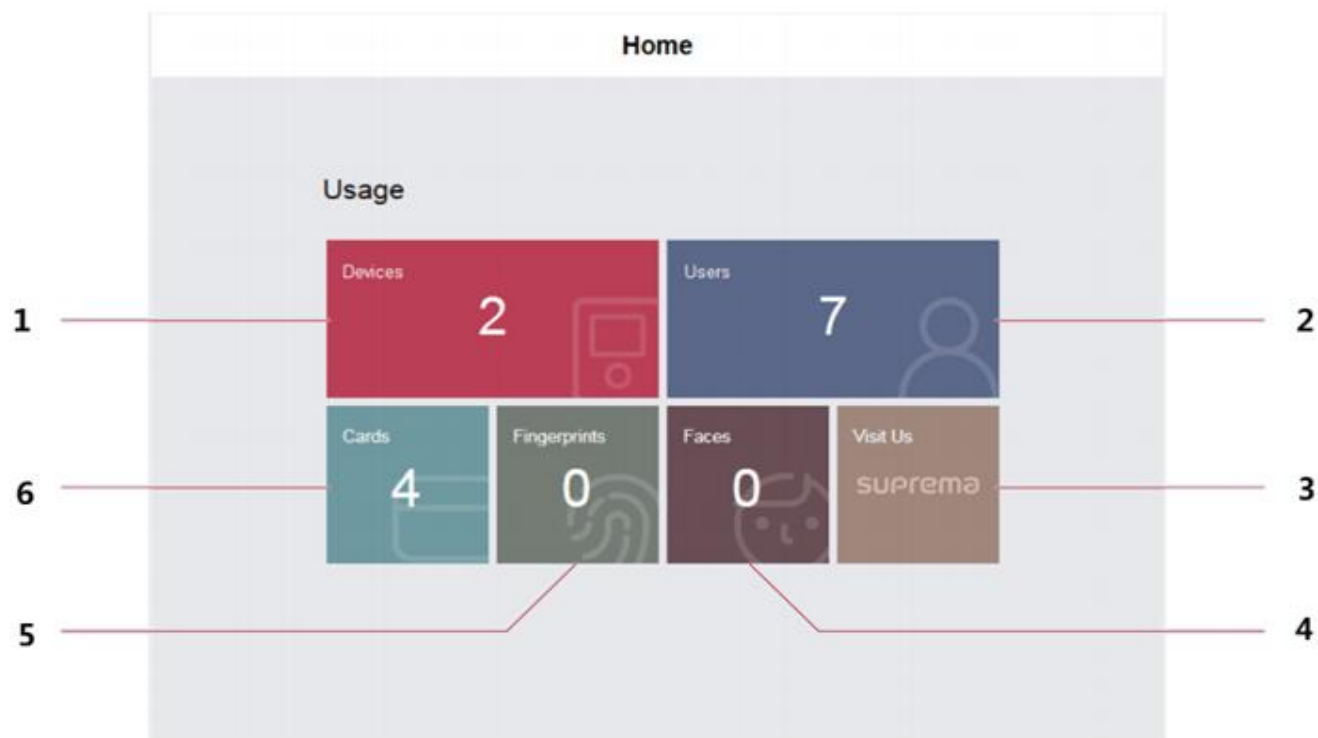 Home
Usage
Devices
2
Users
7
1
2
Cards
4
Fingerprints
0
Faces
0
Visit Us
suprema
6
3
5
4